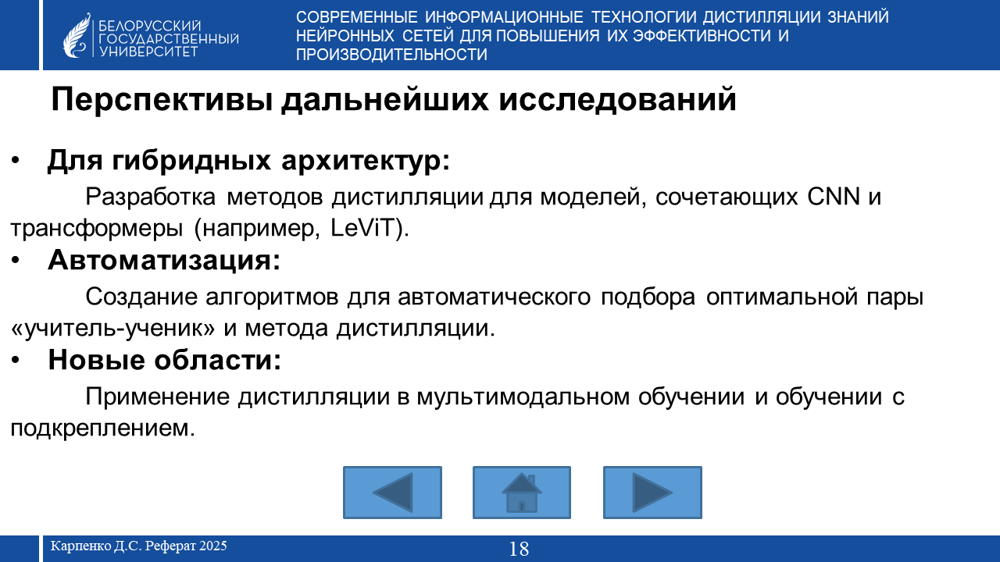 БЕЛОРУССКИЙ
ГОСУДАРСТВЕННЫЙ
УНИВЕРСИТЕТ
СОВРЕМЕННЫЕ ИНФОРМАЦИОННЫЕ ТЕХНОЛОГИИ ДИСТИЛЛЯЦИИ ЗНАНИЙ
НЕЙРОННЫХ СЕТЕЙ ДЛЯ ПОВЫШЕНИЯ ИХ ЭФФЕКТИВНОСТИ И
ПРОИЗВОДИТЕЛЬНОСТИ
Перспективы дальнейших исследований
• Для гибридных архитектур:
Разработка методов дистилляции для моделей, сочетающих CNN и
трансформеры (например, LeViT).
• Автоматизация:
Создание алгоритмов для автоматического подбора оптимальной пары
«учитель-ученик» и метода дистилляции.
• Новые области:
Применение дистилляции в мультимодальном обучении и обучении с
подкреплением.
Карпенко Д.С. Реферат 2025
18